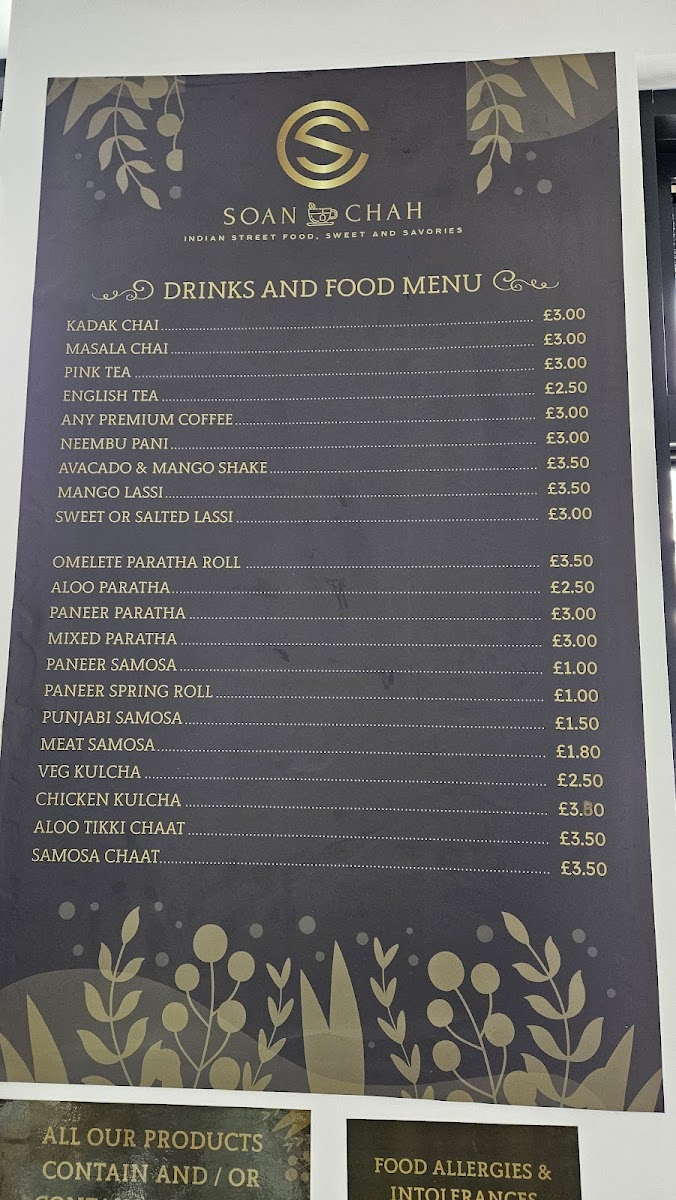 SOAN CHAH
INDIAN STREET FOOD, SWEET AND SAVORIES
DRINKS AND FOOD MENU
KADAK CHAI £3.00
MASALA CHAI £3.00
PINK TEA £3.00
ENGLISH TEA £2.50
ANY PREMIUM COFFEE £3.00
NEEMBU PANI £3.00
AVACADO & MANGO SHAKE £3.50
MANGO LASSI £3.50
SWEET OR SALTED LASSI £3.00
OMELETE PARATHA ROLL £3.50
ALOO PARATHA £2.50
PANEER PARATHA £3.00
MIXED PARATHA £3.00
PANEER SAMOSA £1.00
PANEER SPRING ROLL £1.00
PUNJABI SAMOSA £1.50
MEAT SAMOSA £1.80
VEG KULCHA £2.50
CHICKEN KULCHA
ALOO TIKKI CHAAT £3.50
SAMOSA CHAAT £3.50
ALL OUR PRODUCTS
CONTAIN AND / OR
FOOD ALLERGIES &
INTOLERANCES